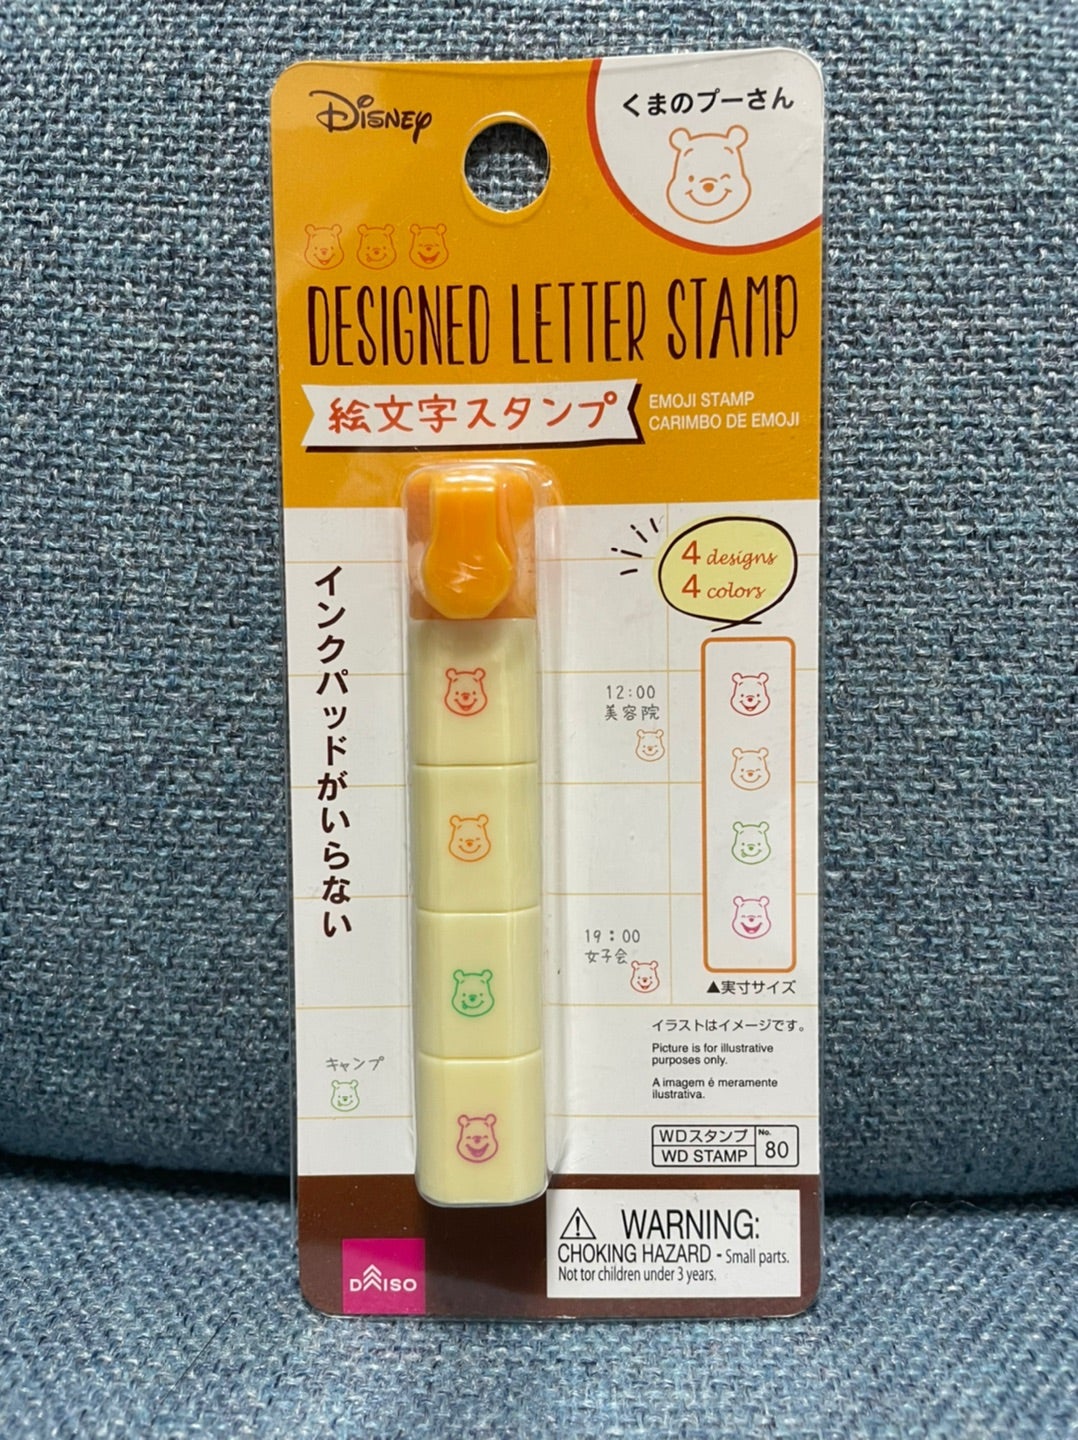 Disney
くまのプーさん
DESIGNED LETTER STAMP
絵文字スタンプ
EMOJI STAMP
CARIMBO DE EMOJI
インクパッドがいらない
4 designs
4 colors
12:00
美容院
19:00
女子会
キャンプ
▲実寸サイズ
イラストはイメージです。
Picture is for illustrative
purposes only.
A imagem é meramente
ilustrativa.
WDスタンプ
WD STAMP
No.
80
DAISO
WARNING:
CHOKING HAZARD - Small parts.
Not tor children under 3 years.